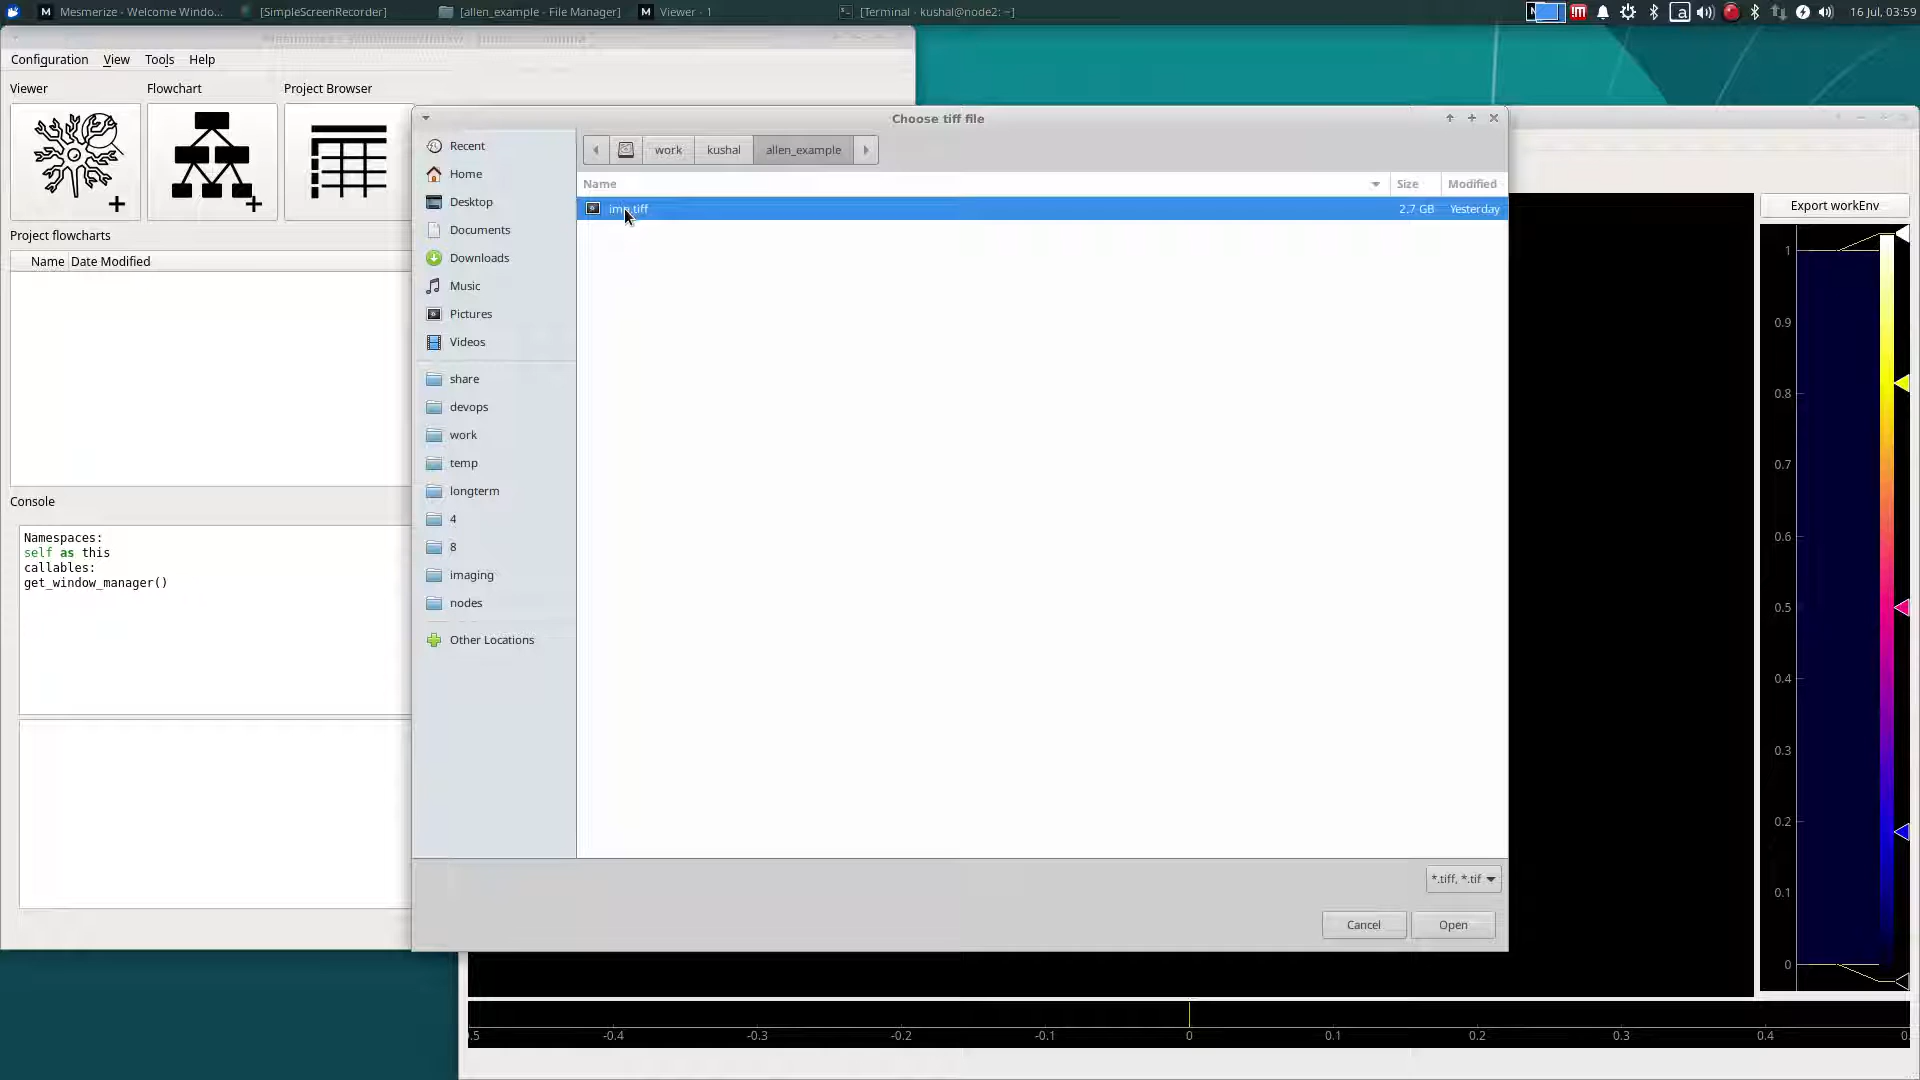 Mesmerize - Welcome Windo...
[SimpleScreenRecorder]
[allen_example - File Manager]
Viewer - 1
[Terminal - kushal@node2: ~]
16 Jul, 03:59
Configuration View Tools Help
Viewer Flowchart Project Browser
Project flowcharts
Name Date Modified
Console
Namespaces:
self as this
callables:
get_window_manager()
Choose tiff file
Recent
Home
Desktop
Documents
Downloads
Music
Pictures
Videos
share
devops
work
temp
longterm
4
8
imaging
nodes
Other Locations
work kushal allen_example
Name Size Modified
2.7 GB Yesterday
*.tiff, *.tif
Cancel Open
Export workEnv
1
0.9
0.8
0.7
0.6
0.5
0.4
0.3
0.2
0.1
0
.5 -0.4 -0.3 -0.2 -0.1 0 0.1 0.2 0.3 0.4 0.